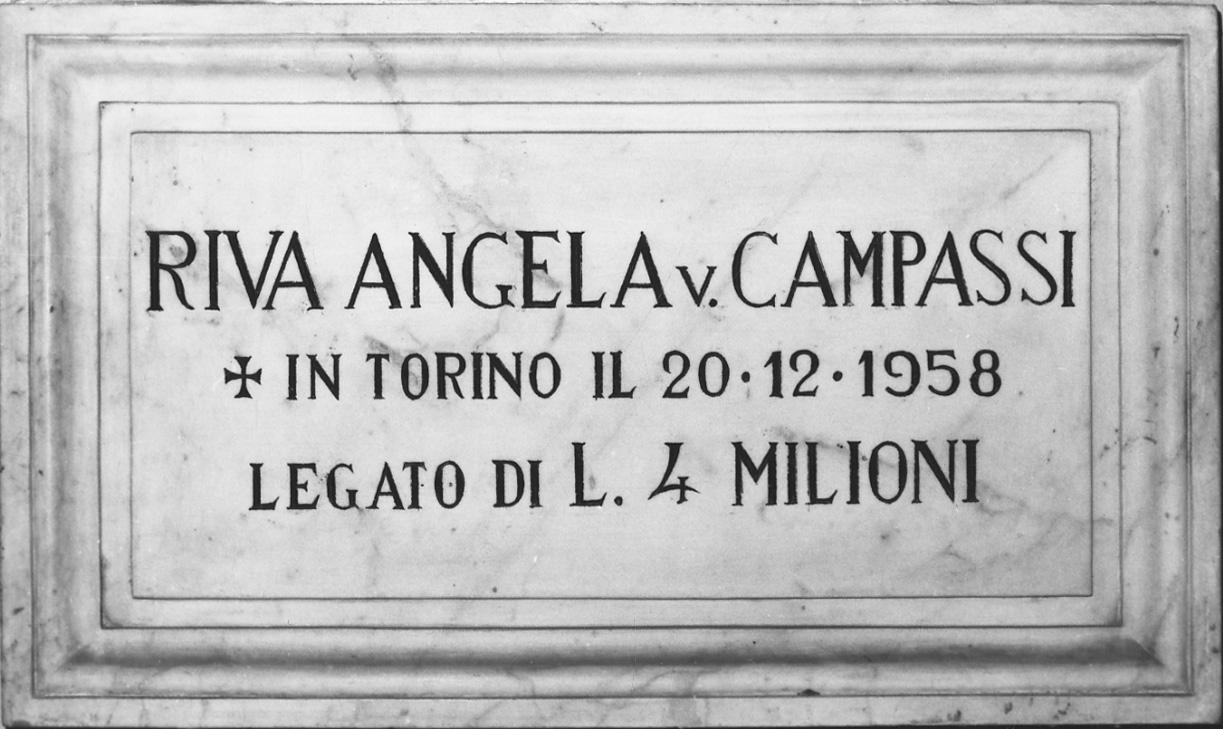 RIVA ANGELA v. CAMPASSI
✠ IN TORINO IL 20·12·1958
LEGATO DI L. 4 MILIONI